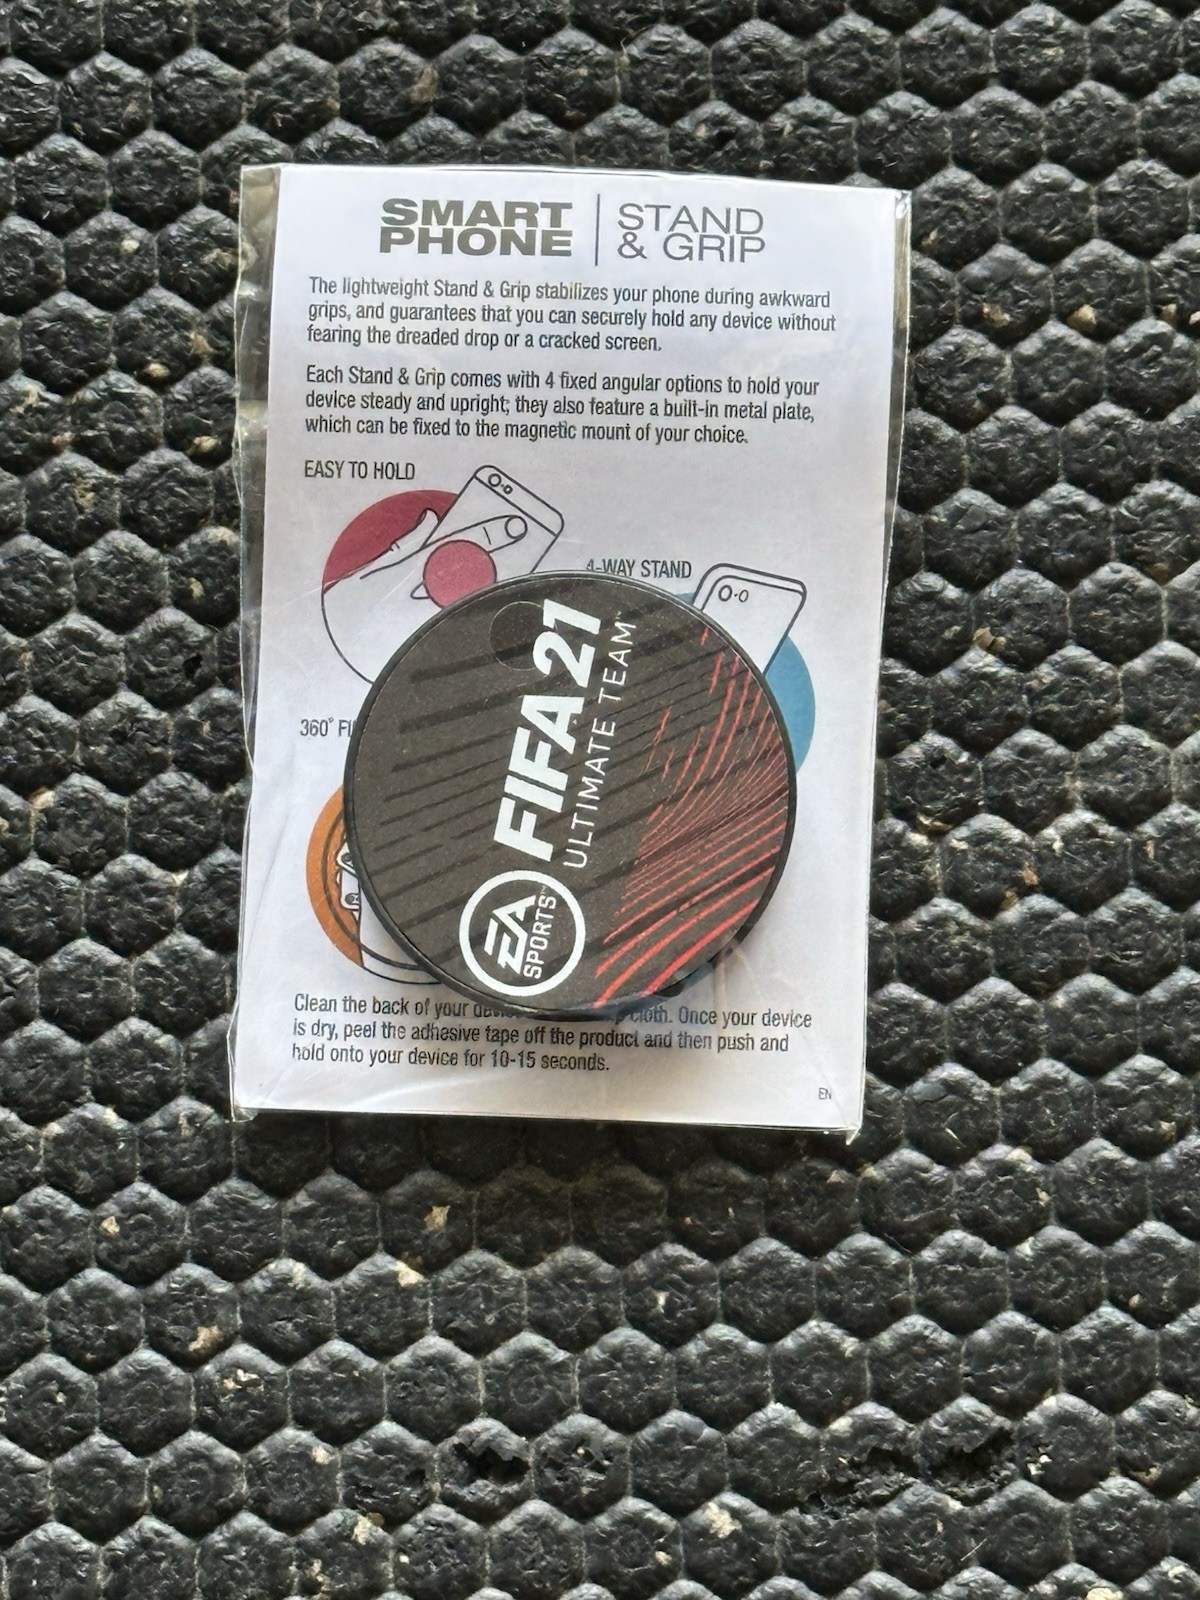 SMART
PHONE
STAND
& GRIP
The lightweight Stand & Grip stabilizes your phone during awkward
grips, and guarantees that you can securely hold any device without
fearing the dreaded drop or a cracked screen.
Each Stand & Grip comes with 4 fixed angular options to hold your
device steady and upright; they also feature a built-in metal plate,
which can be fixed to the magnetic mount of your choice.
EASY TO HOLD
4-WAY STAND
360°
FIFA 21
ULTIMATE TEAM™
EA
SPORTS™
Clean the back of your cloth. Once your device
is dry, peel the adhesive tape off the product and then push and
hold onto your device for 10-15 seconds.
EN